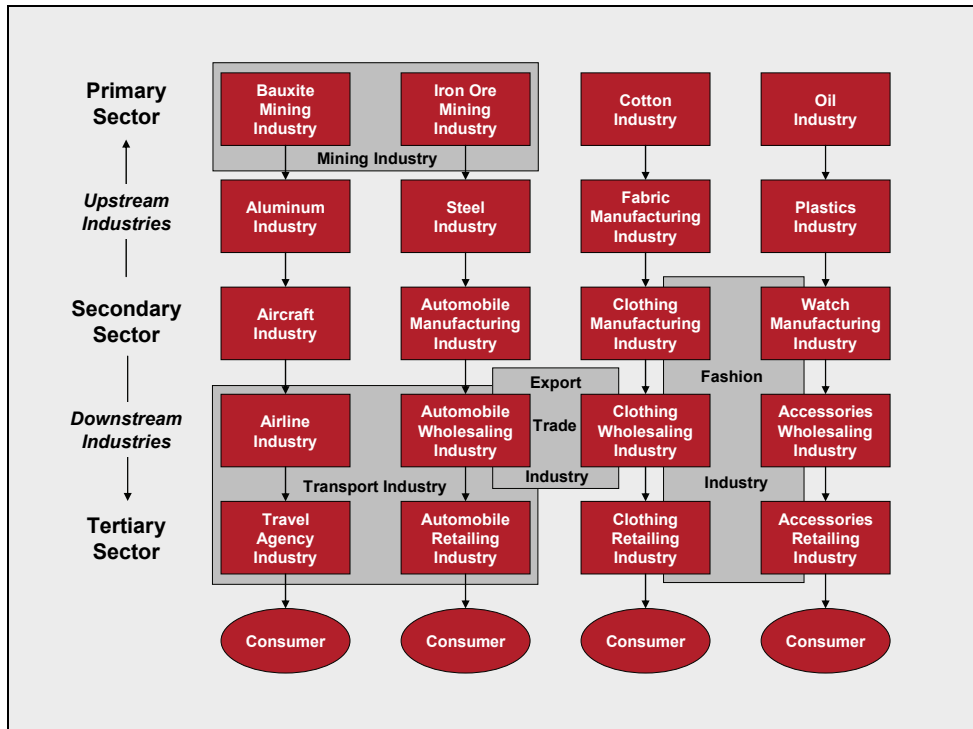 Primary
Sector
Bauxite
Mining
Industry
Iron Ore
Mining
Industry
Cotton
Industry
Oil
Industry
Mining Industry
Upstream
Industries
Aluminum
Industry
Steel
Industry
Fabric
Manufacturing
Industry
Plastics
Industry
Secondary
Sector
Aircraft
Industry
Automobile
Manufacturing
Industry
Clothing
Manufacturing
Industry
Watch
Manufacturing
Industry
Export
Trade
Industry
Fashion
Industry
Downstream
Industries
Airline
Industry
Automobile
Wholesaling
Industry
Clothing
Wholesaling
Industry
Accessories
Wholesaling
Industry
Transport Industry
Tertiary
Sector
Travel
Agency
Industry
Automobile
Retailing
Industry
Clothing
Retailing
Industry
Accessories
Retailing
Industry
Consumer
Consumer
Consumer
Consumer